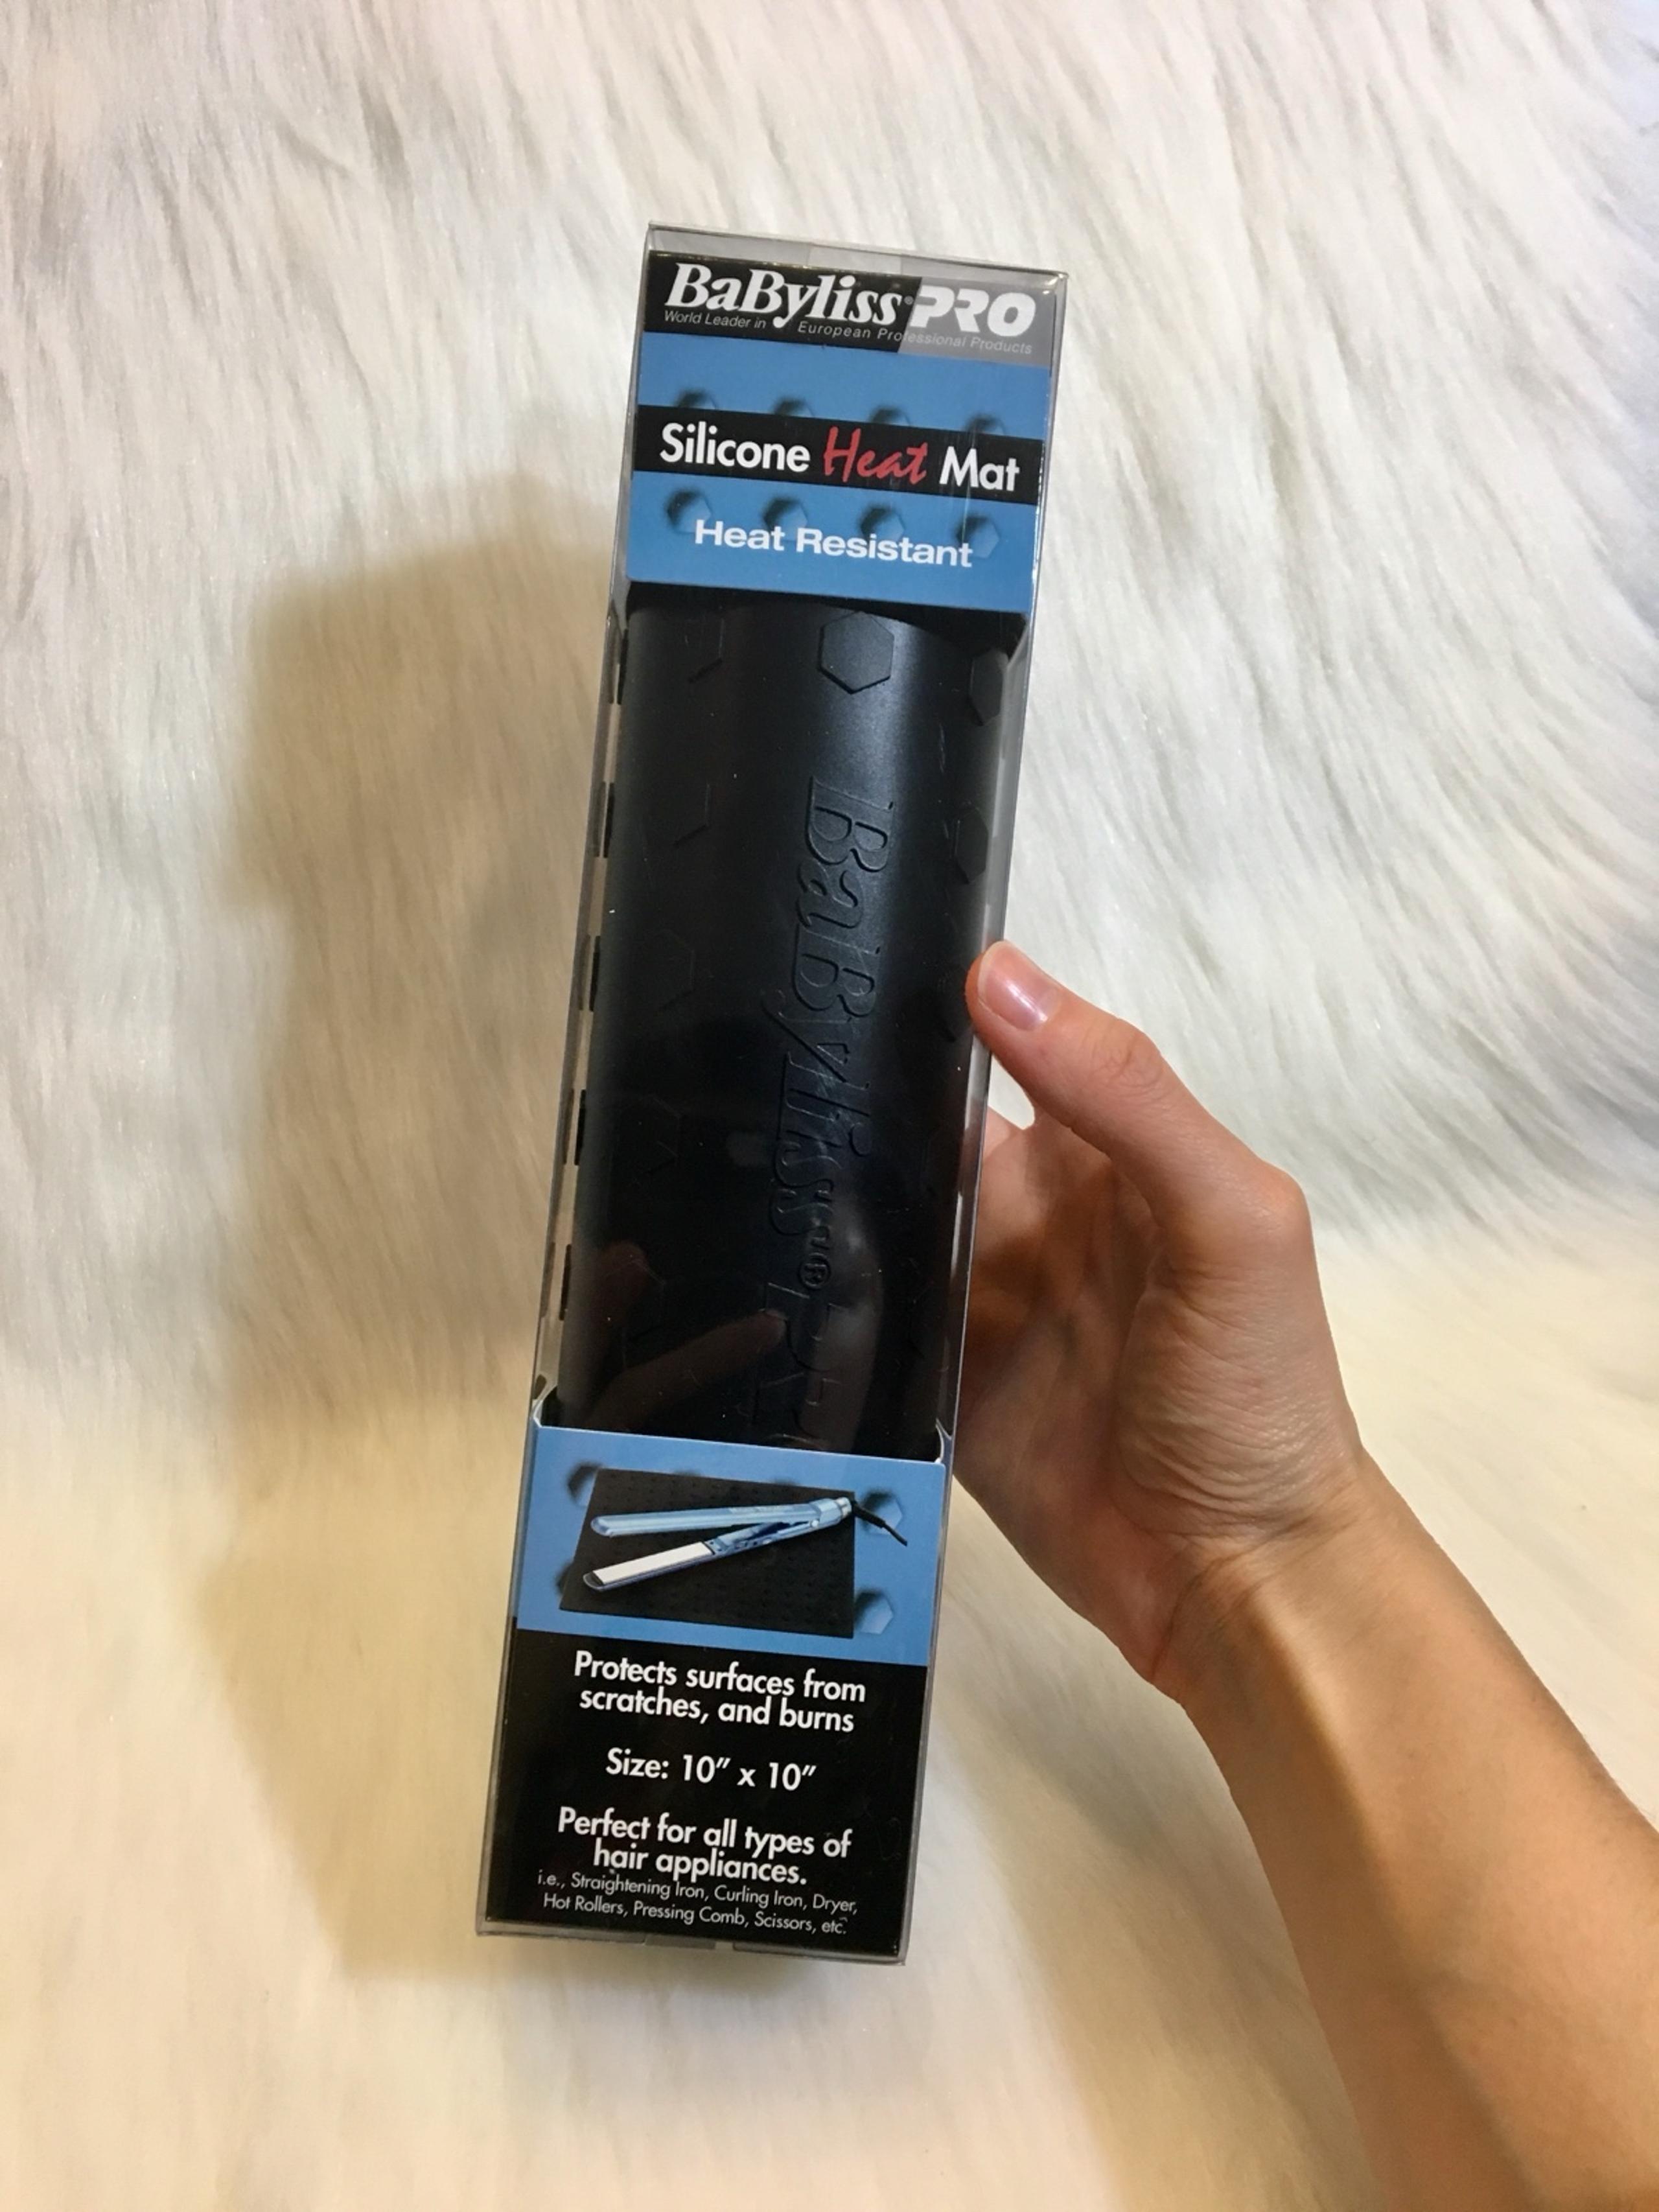 BaByliss PRO
World Leader in European Professional Products
Silicone Heat Mat
Heat Resistant
BaByliss®
Protects surfaces from
scratches, and burns
Size: 10" x 10"
Perfect for all types of
hair appliances.
i.e., Straightening Iron, Curling Iron, Dryer,
Hot Rollers, Pressing Comb, Scissors, etc.